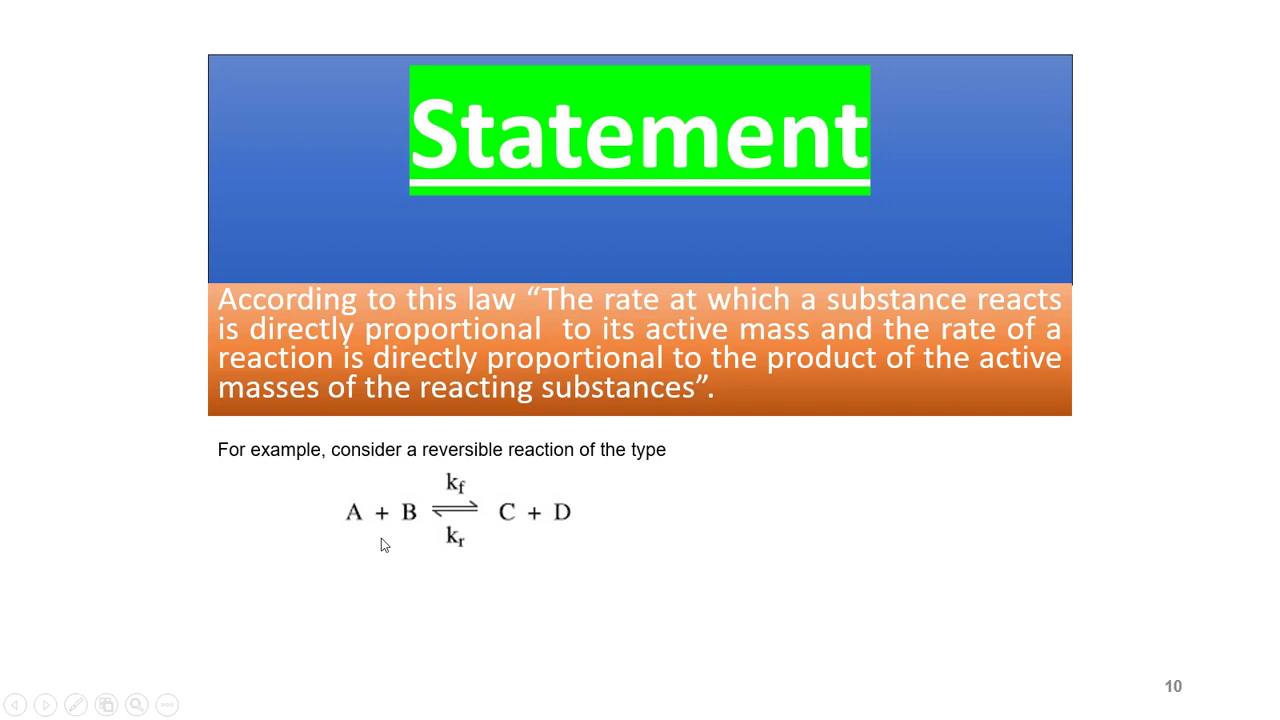 Statement
According to this law “The rate at which a substance reacts
is directly proportional to its active mass and the rate of a
reaction is directly proportional to the product of the active
masses of the reacting substances”.
For example, consider a reversible reaction of the type
kf
A + B ⇌ C + D
kr
10